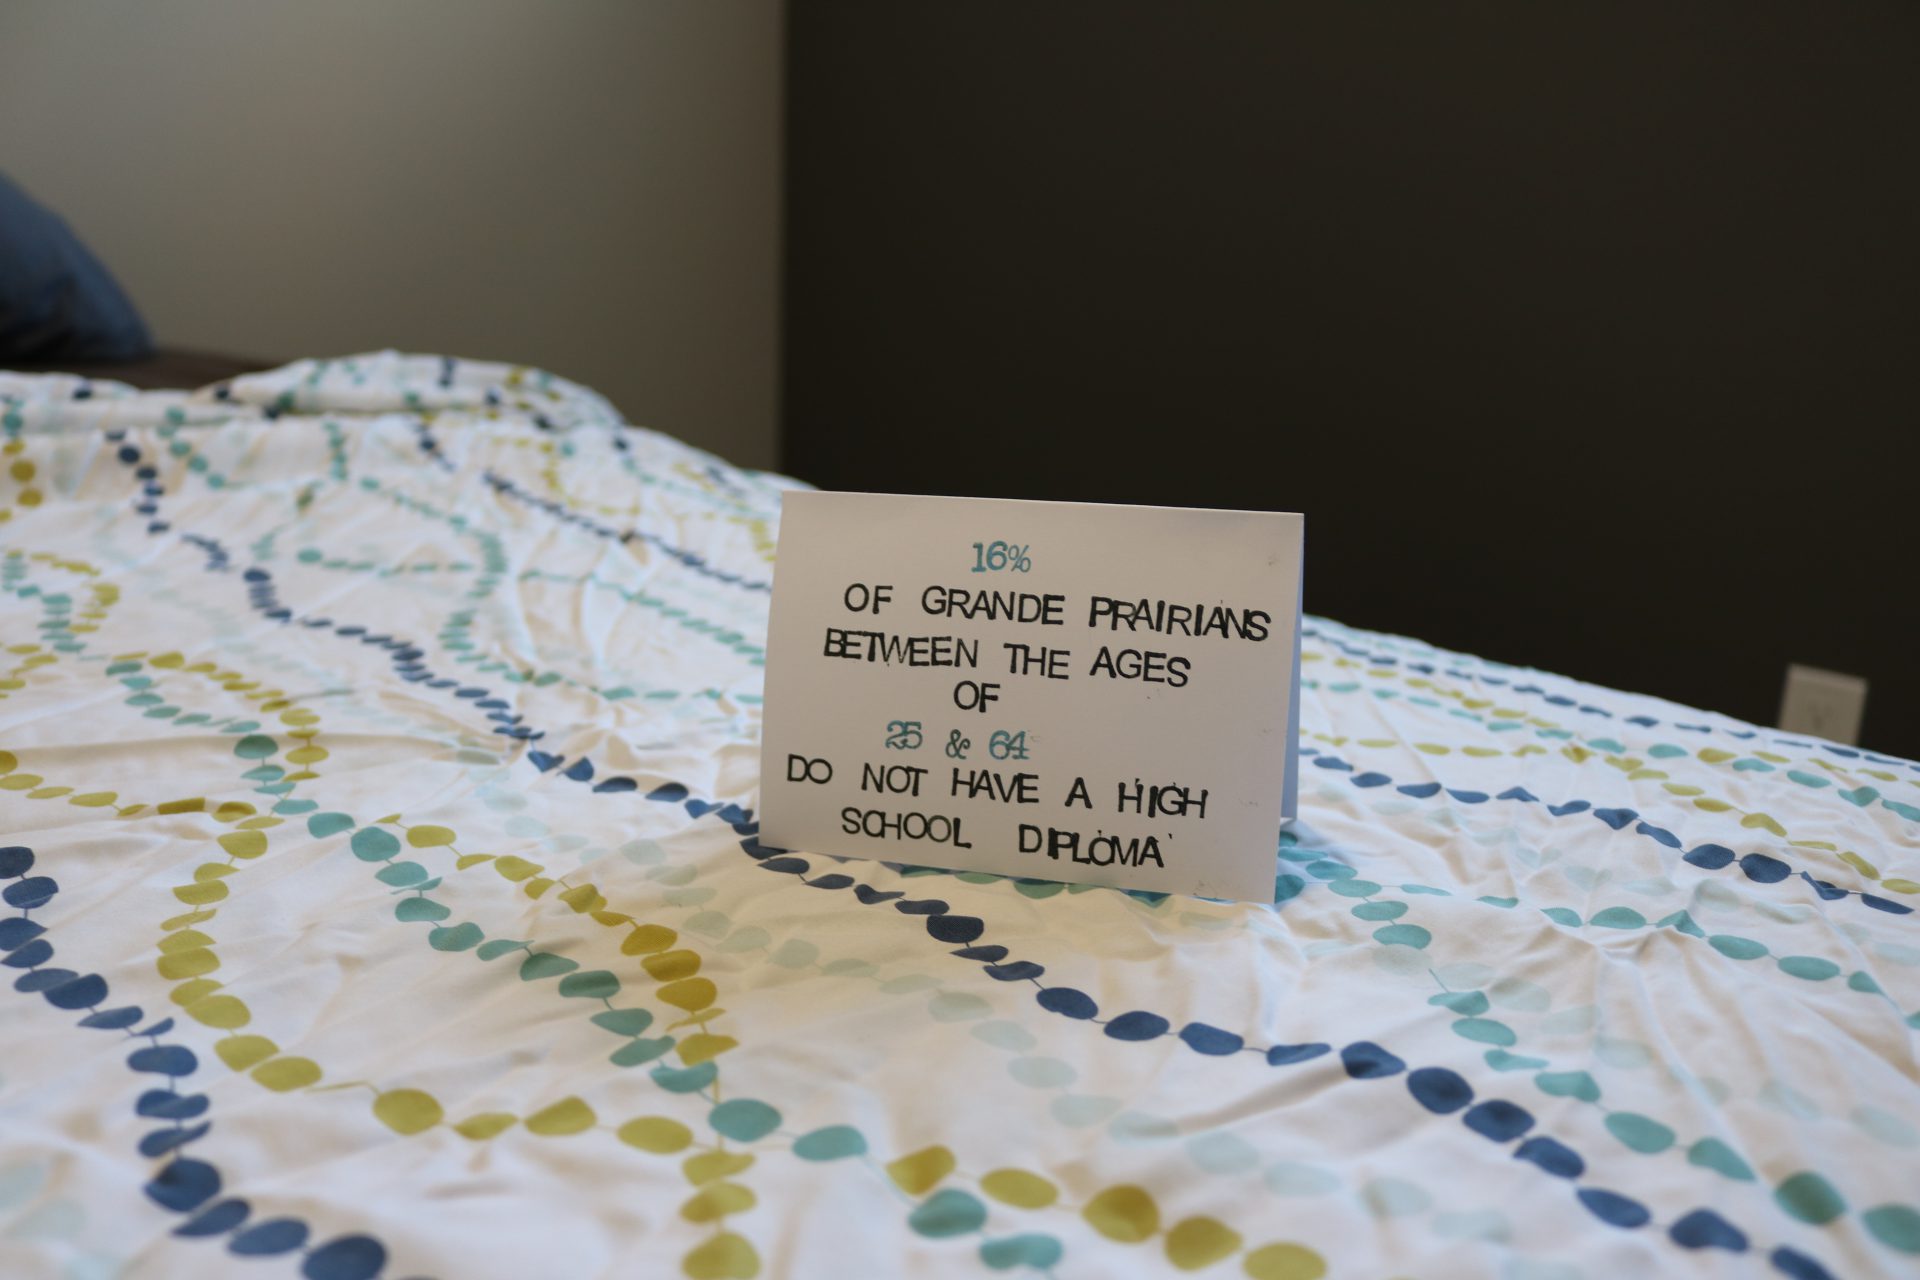 16%
OF GRANDE PRAIRIANS
BETWEEN THE AGES
OF
25 & 64
DO NOT HAVE A HIGH
SCHOOL DIPLOMA